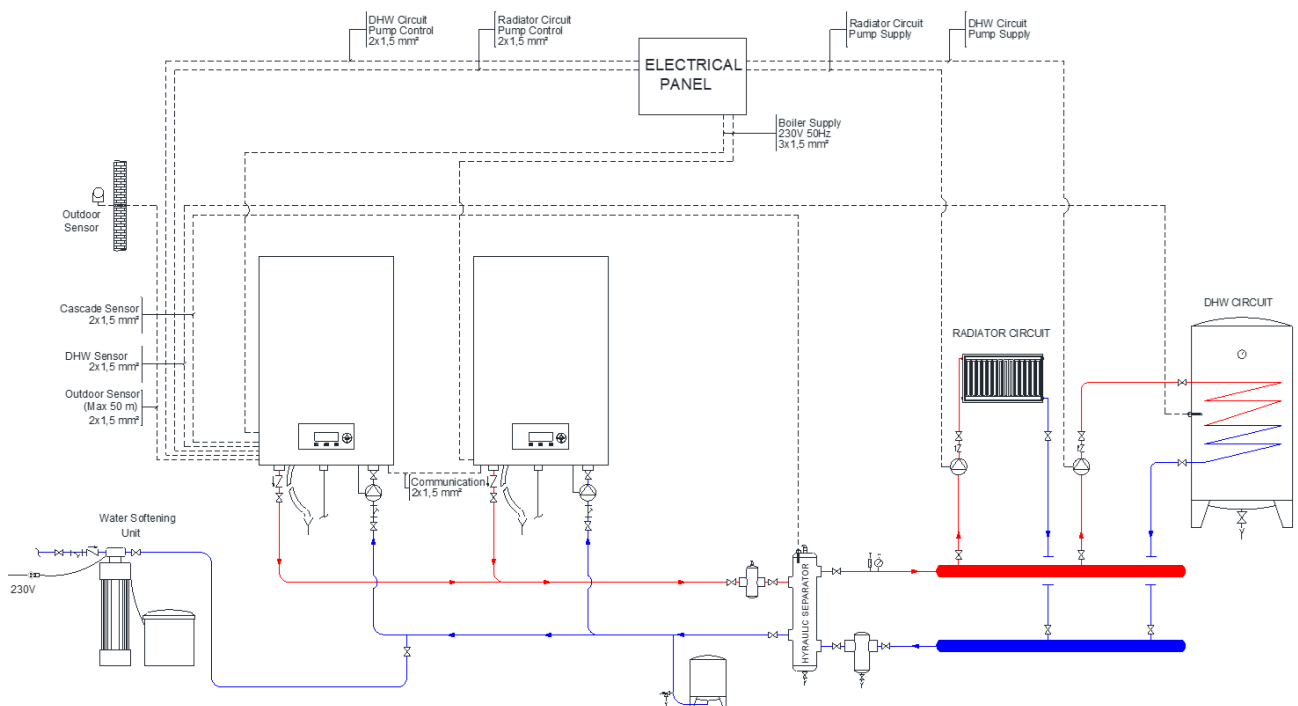 DHW Circuit
Pump Control
2x1,5 mm²
Radiator Circuit
Pump Control
2x1,5 mm²
Radiator Circuit
Pump Supply
DHW Circuit
Pump Supply
ELECTRICAL
PANEL
Boiler Supply
230V 50Hz
3x1,5 mm²
Outdoor
Sensor
Cascade Sensor
2x1,5 mm²
DHW Sensor
2x1,5 mm²
Outdoor Sensor
(Max 50 m)
2x1,5 mm²
DHW CIRCUIT
RADIATOR CIRCUIT
Communication
2x1,5 mm²
Water Softening
Unit
230V
HYRAULIC SEPARATOR